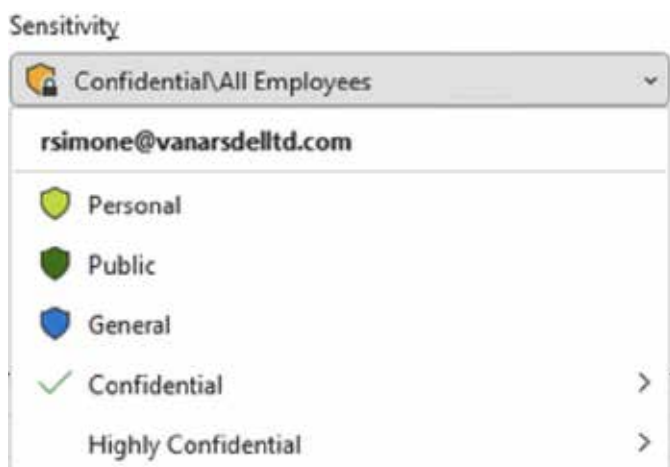 Sensitivity
Confidential\All Employees
rsimone@vanarsdelltd.com
Personal
Public
General
Confidential
Highly Confidential